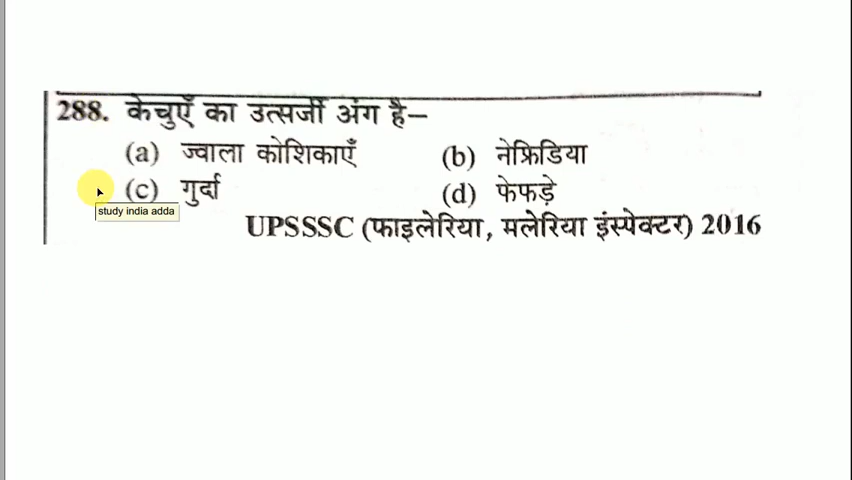 288. केचुएँ का उत्सर्जी अंग है–
(a) ज्वाला कोशिकाएँ (b) नेफ्रिडिया
(c) गुर्दा (d) फेफड़े
study india adda
UPSSSC (फाइलेरिया, मलेरिया इंस्पेक्टर) 2016